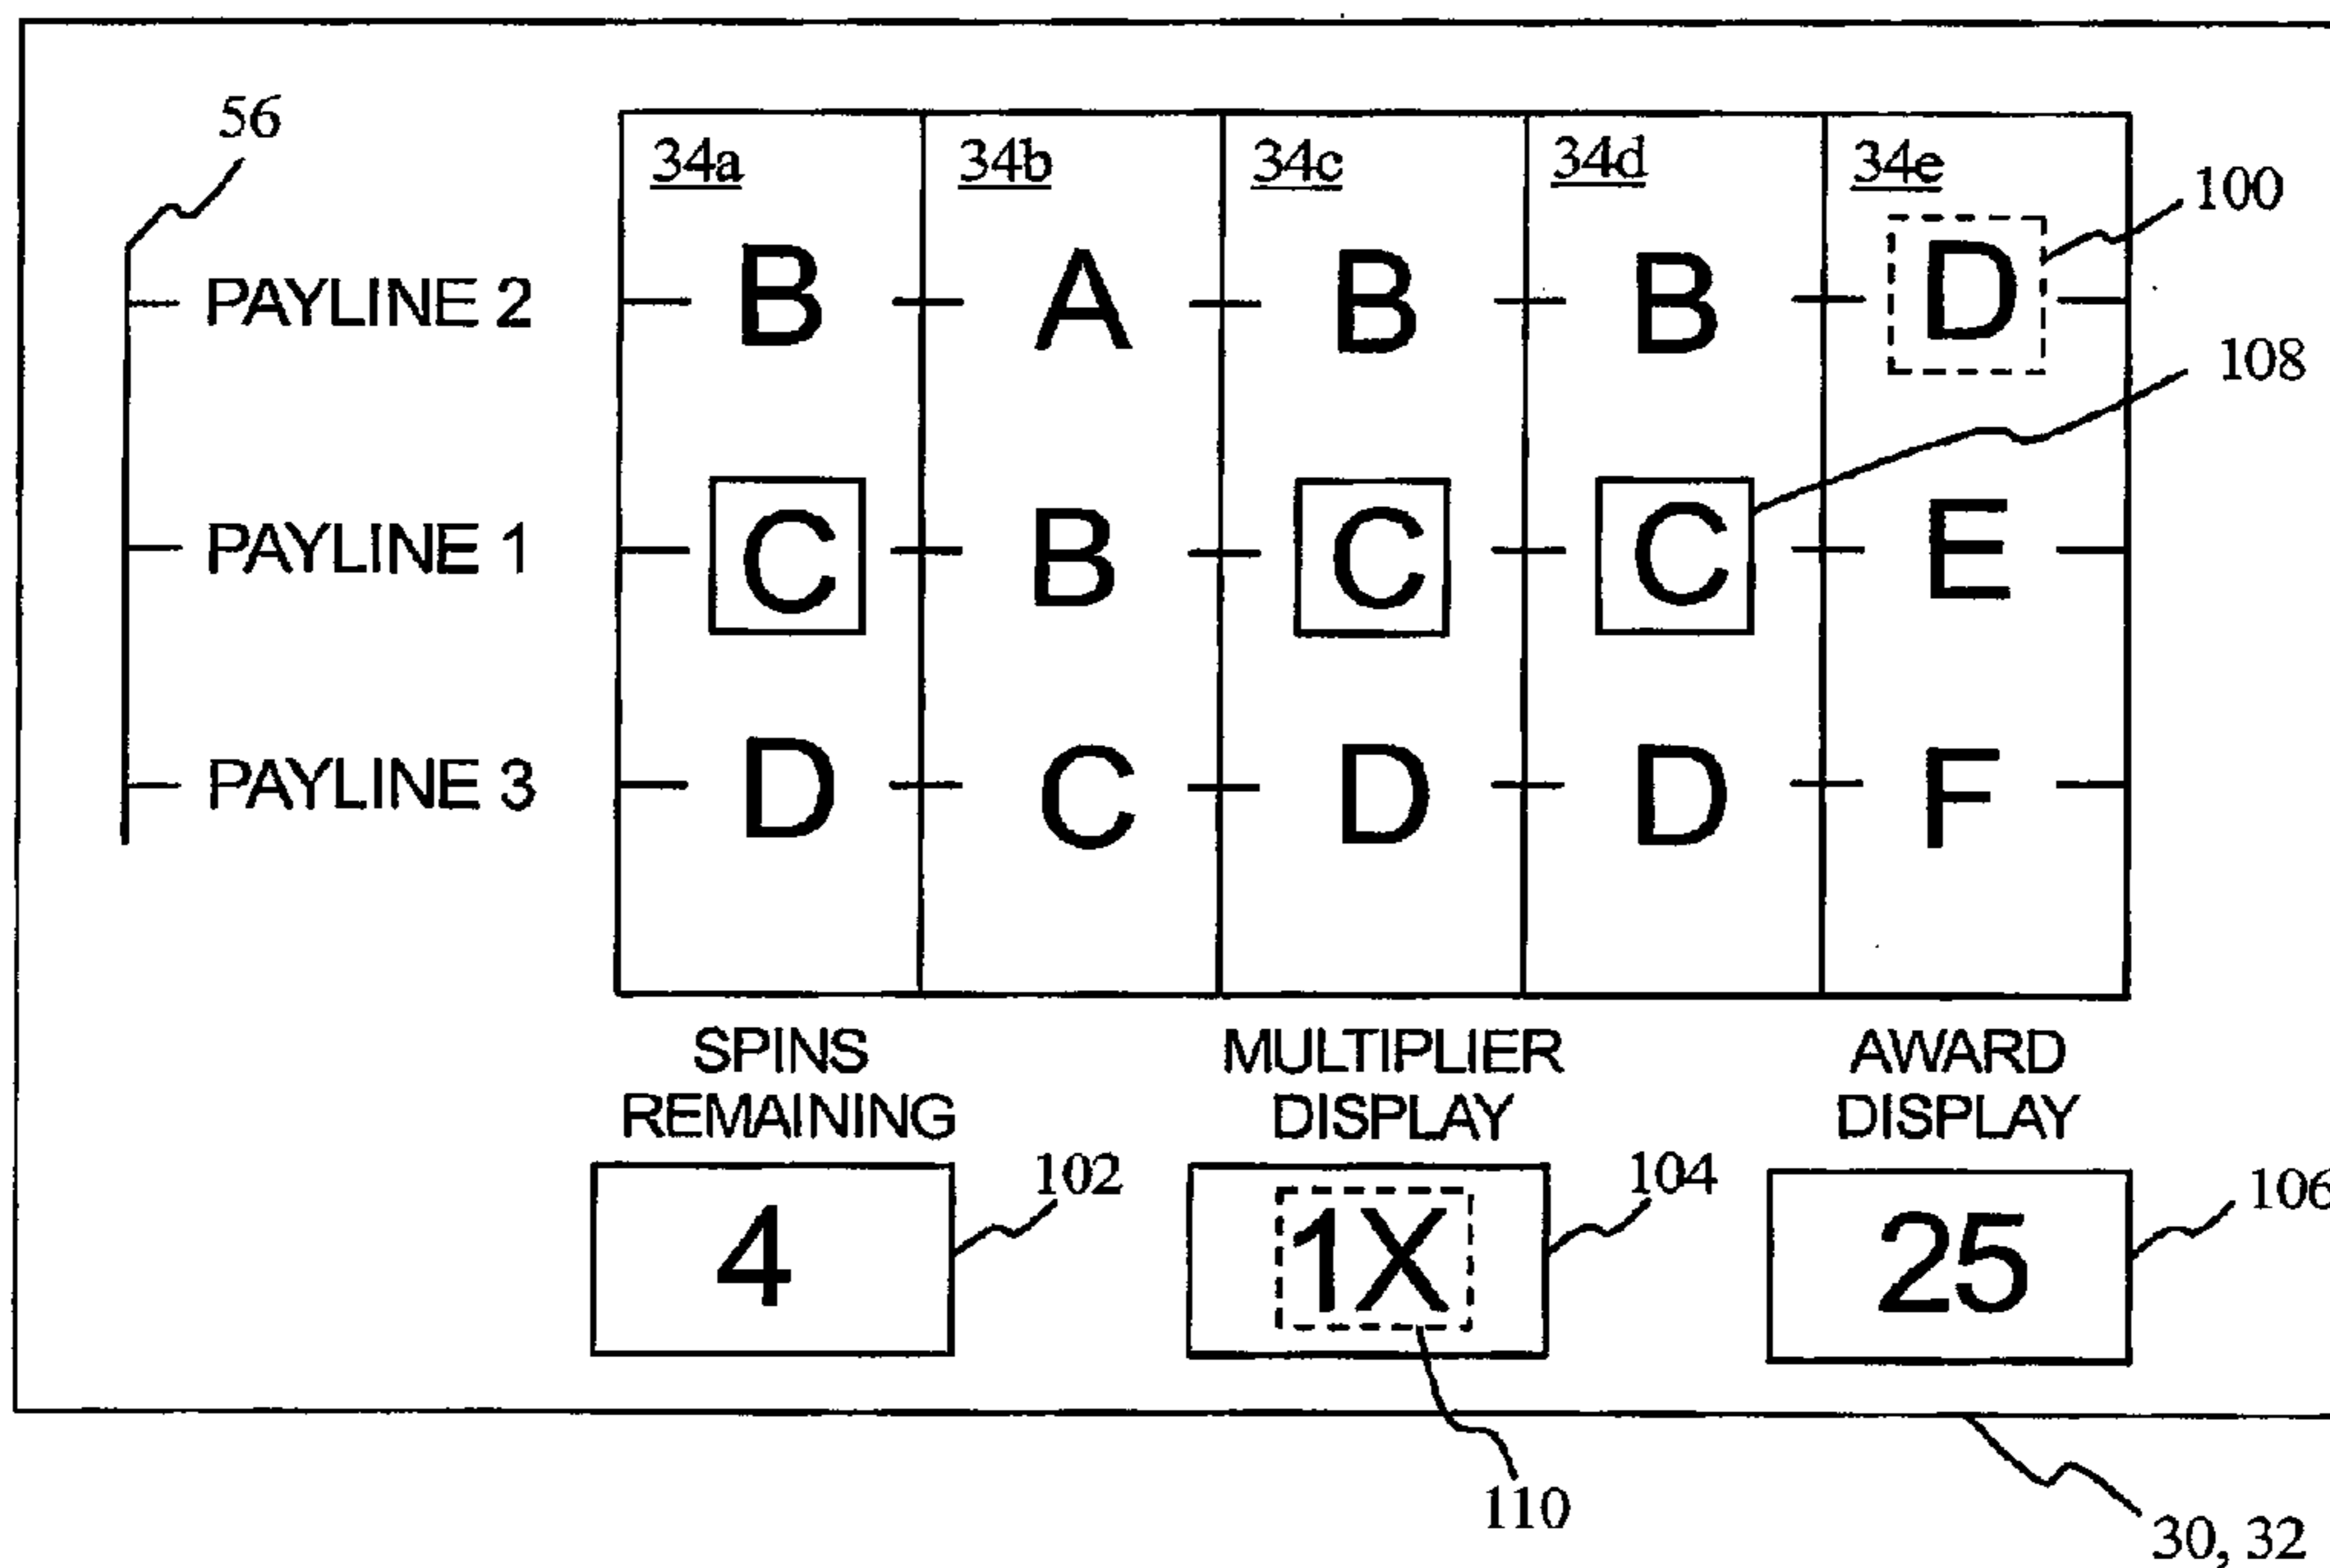 56
34a 34b 34c 34d 34e
100
PAYLINE 2 B A B B D
108
PAYLINE 1 C B C C E
PAYLINE 3 D C D D F
SPINS REMAINING
MULTIPLIER DISPLAY
AWARD DISPLAY
102
104
106
4
1X
25
110
30, 32